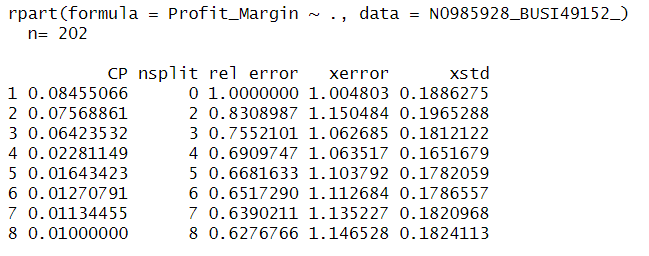 rpart(formula = Profit_Margin ~ ., data = N0985928_BUSI49152_)
n= 202
CP nsplit rel error xerror xstd
1 0.08455066 0 1.0000000 1.004803 0.1886275
2 0.07568861 2 0.8308987 1.150484 0.1965288
3 0.06423532 3 0.7552101 1.062685 0.1812122
4 0.02281149 4 0.6909747 1.063517 0.1651679
5 0.01643423 5 0.6681633 1.103792 0.1782059
6 0.01270791 6 0.6517290 1.112684 0.1786557
7 0.01134455 7 0.6390211 1.135227 0.1820968
8 0.01000000 8 0.6276766 1.146528 0.1824113